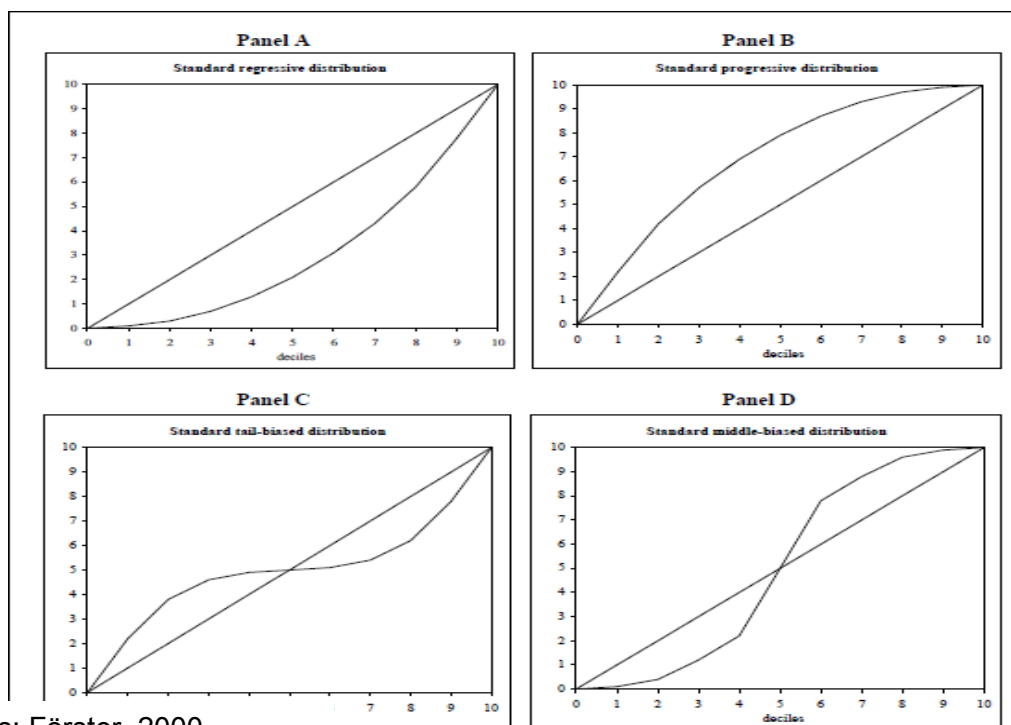 Panel A
Standard regressive distribution
10
9
8
7
6
5
4
3
2
1
0
0 1 2 3 4 5 6 7 8 9 10
deciles
Panel B
Standard progressive distribution
10
9
8
7
6
5
4
3
2
1
0
0 1 2 3 4 5 6 7 8 9 10
deciles
Panel C
Standard tail-biased distribution
10
9
8
7
6
5
4
3
2
1
0
7 8 9 10
Panel D
Standard middle-biased distribution
10
9
8
7
6
5
4
3
2
1
0
0 1 2 3 4 5 6 7 8 9 10
deciles
: Förster, 2000